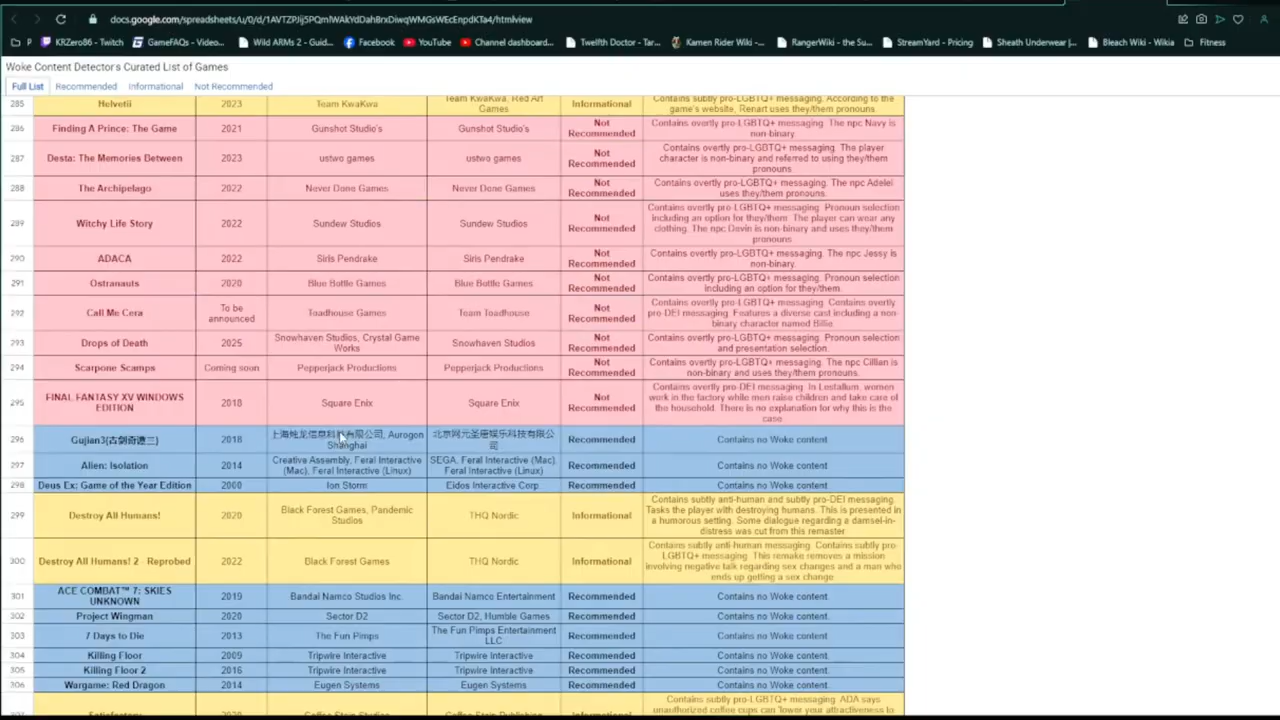 docs.google.com/spreadsheets/u/0/d/1AVTZPJij5PQmlWAkYdDahBrxDiwqWMGsWEcEnpdKTa4/htmlview
P KRZero86 - Twitch GameFAQs - Video... Wild ARMs 2 - Guid... Facebook YouTube Channel dashboard... Twelfth Doctor - Tar... Kamen Rider Wiki -... RangerWiki - the Su... StreamYard - Pricing Sheath Underwear |... Bleach Wiki - Wikia Fitness
Woke Content Detector's Curated List of Games
Full List Recommended Informational Not Recommended
285 Helvetii 2023 Team KwaKwa Team KwaKwa, Red Art Games Informational Contains subtly pro-LGBTQ+ messaging. According to the game's website, Renart uses they/them pronouns.
286 Finding A Prince: The Game 2021 Gunshot Studio's Gunshot Studio's Not Recommended Contains overtly pro-LGBTQ+ messaging. The npc Navy is non-binary
287 Desta: The Memories Between 2023 ustwo games ustwo games Not Recommended Contains overtly pro-LGBTQ+ messaging. The player character is non-binary and referred to using they/them pronouns
288 The Archipelago 2022 Never Done Games Never Done Games Not Recommended Contains overtly pro-LGBTQ+ messaging. The npc Adelei uses they/them pronouns.
289 Witchy Life Story 2022 Sundew Studios Sundew Studios Not Recommended Contains overtly pro-LGBTQ+ messaging. Pronoun selection including an option for they/them. The player can wear any clothing. The npc Devin is non-binary and uses they/them pronouns
290 ADACA 2022 Siris Pendrake Siris Pendrake Not Recommended Contains overtly pro-LGBTQ+ messaging. The npc Jessy is non-binary.
291 Ostranauts 2020 Blue Bottle Games Blue Bottle Games Not Recommended Contains overtly pro-LGBTQ+ messaging. Pronoun selection including an option for they/them.
292 Call Me Cera To be announced Toadhouse Games Team Toadhouse Not Recommended Contains overtly pro-LGBTQ+ messaging. Contains overtly pro-DEI messaging. Features a diverse cast including a non-binary character named Billie
293 Drops of Death 2025 Snowhaven Studios, Crystal Game Works Snowhaven Studios Not Recommended Contains overtly pro-LGBTQ+ messaging. Pronoun selection and presentation selection.
294 Scarpone Scamps Coming soon Pepperjack Productions Pepperjack Productions Not Recommended Contains overtly pro-LGBTQ+ messaging. The npc Cillian is non-binary and uses they/them pronouns.
295 FINAL FANTASY XV WINDOWS EDITION 2018 Square Enix Square Enix Not Recommended Contains overtly pro-DEI messaging. In Lestallum, women work in the factory while men raise children and take care of the household. There is no explanation for why this is the case
296 Gujian3(古剑奇谭三) 2018 上海烛龙信息科技有限公司, Aurogon Shanghai 北京网元圣唐娱乐科技有限公司 Recommended Contains no Woke content
297 Alien: Isolation 2014 Creative Assembly, Feral Interactive (Mac), Feral Interactive (Linux) SEGA, Feral Interactive (Mac), Feral Interactive (Linux) Recommended Contains no Woke content
298 Deus Ex: Game of the Year Edition 2000 Ion Storm Eidos Interactive Corp. Recommended Contains no Woke content
299 Destroy All Humans! 2020 Black Forest Games, Pandemic Studios THQ Nordic Informational Contains subtly anti-human and subtly pro-DEI messaging. Tasks the player with destroying humans. This is presented in a humorous setting. Some dialogue regarding a damsel-in-distress was cut from this remaster
300 Destroy All Humans! 2 Reprobed 2022 Black Forest Games THQ Nordic Informational Contains subtly anti-human messaging. Contains subtly pro-LGBTQ+ messaging. This remake removes a mission involving negative talk regarding sex changes and a man who ends up getting a sex change.
301 ACE COMBAT™ 7: SKIES UNKNOWN 2019 Bandai Namco Studios Inc. Bandai Namco Entertainment Recommended Contains no Woke content
302 Project Wingman 2020 Sector D2 Sector D2, Humble Games Recommended Contains no Woke content.
303 7 Days to Die 2013 The Fun Pimps The Fun Pimps Entertainment LLC Recommended Contains no Woke content
304 Killing Floor 2009 Tripwire Interactive Tripwire Interactive Recommended Contains no Woke content.
305 Killing Floor 2 2016 Tripwire Interactive Tripwire Interactive Recommended Contains no Woke content.
306 Wargame: Red Dragon 2014 Eugen Systems Eugen Systems Recommended Contains no Woke content.
Contains subtly pro-LGBTQ+ messaging. ADA says unauthorized coffee cups can "lower your attractiveness to